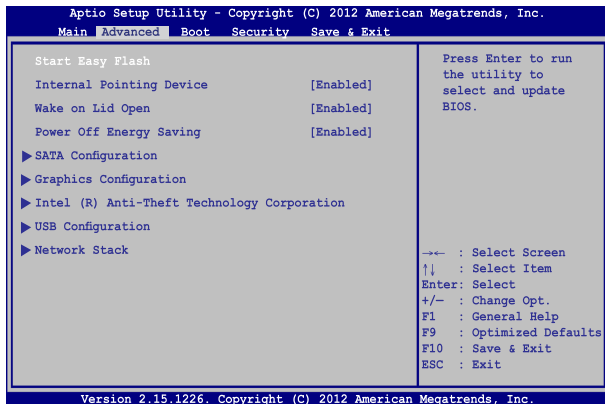 Aptio Setup Utility - Copyright (C) 2012 American Megatrends, Inc.
Main Advanced Boot Security Save & Exit
Start Easy Flash
Internal Pointing Device [Enabled]
Wake on Lid Open [Enabled]
Power Off Energy Saving [Enabled]
▶ SATA Configuration
▶ Graphics Configuration
▶ Intel (R) Anti-Theft Technology Corporation
▶ USB Configuration
▶ Network Stack
Press Enter to run
the utility to
select and update
BIOS.
→← : Select Screen
↑↓ : Select Item
Enter: Select
+/— : Change Opt.
F1 : General Help
F9 : Optimized Defaults
F10 : Save & Exit
ESC : Exit
Version 2.15.1226. Copyright (C) 2012 American Megatrends, Inc.